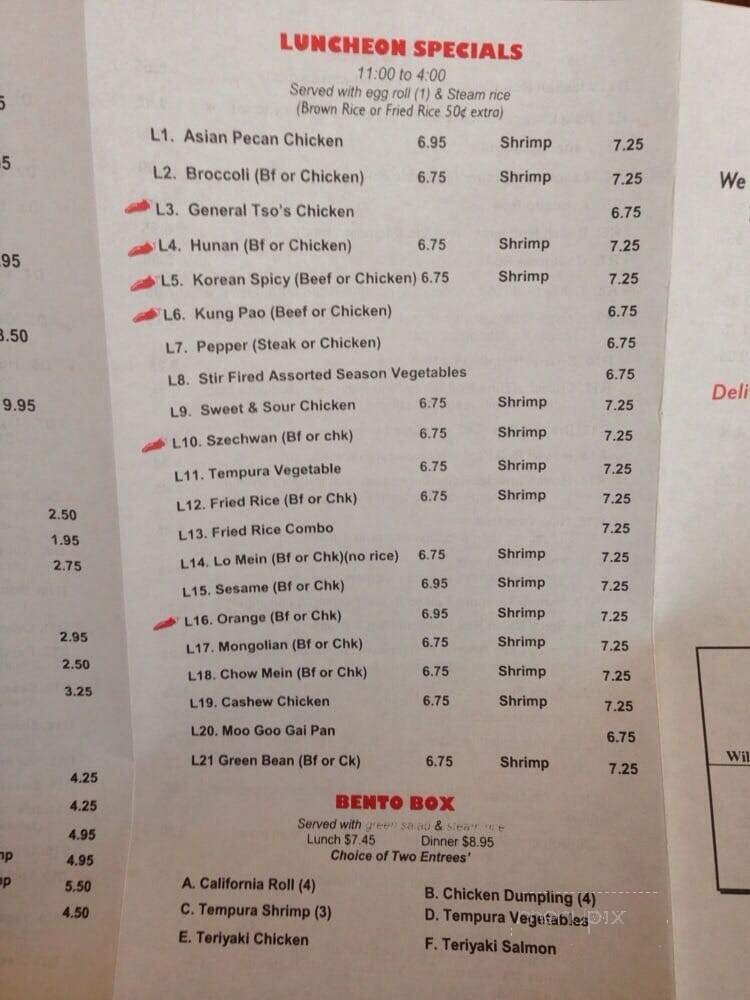 LUNCHEON SPECIALS
11:00 to 4:00
Served with egg roll (1) & Steam rice
(Brown Rice or Fried Rice 50¢ extra)
L1. Asian Pecan Chicken 6.95 Shrimp 7.25
L2. Broccoli (Bf or Chicken) 6.75 Shrimp 7.25
L3. General Tso's Chicken 6.75
L4. Hunan (Bf or Chicken) 6.75 Shrimp 7.25
L5. Korean Spicy (Beef or Chicken) 6.75 Shrimp 7.25
L6. Kung Pao (Beef or Chicken) 6.75
L7. Pepper (Steak or Chicken) 6.75
L8. Stir Fired Assorted Season Vegetables 6.75
L9. Sweet & Sour Chicken 6.75 Shrimp 7.25
L10. Szechwan (Bf or chk) 6.75 Shrimp 7.25
L11. Tempura Vegetable 6.75 Shrimp 7.25
L12. Fried Rice (Bf or Chk) 6.75 Shrimp 7.25
L13. Fried Rice Combo 7.25
L14. Lo Mein (Bf or Chk)(no rice) 6.75 Shrimp 7.25
L15. Sesame (Bf or Chk) 6.95 Shrimp 7.25
L16. Orange (Bf or Chk) 6.95 Shrimp 7.25
L17. Mongolian (Bf or Chk) 6.75 Shrimp 7.25
L18. Chow Mein (Bf or Chk) 6.75 Shrimp 7.25
L19. Cashew Chicken 6.75 Shrimp 7.25
L20. Moo Goo Gai Pan 6.75
L21 Green Bean (Bf or Ck) 6.75 Shrimp 7.25
BENTO BOX
Served with green salad & steam rice
Lunch $7.45 Dinner $8.95
Choice of Two Entrees'
A. California Roll (4) B. Chicken Dumpling (4)
C. Tempura Shrimp (3) D. Tempura Vegetables
E. Teriyaki Chicken F. Teriyaki Salmon
9.95
2.50
1.95
2.75
2.95
2.50
3.25
4.25
4.25
4.95
4.95
5.50
4.50
We